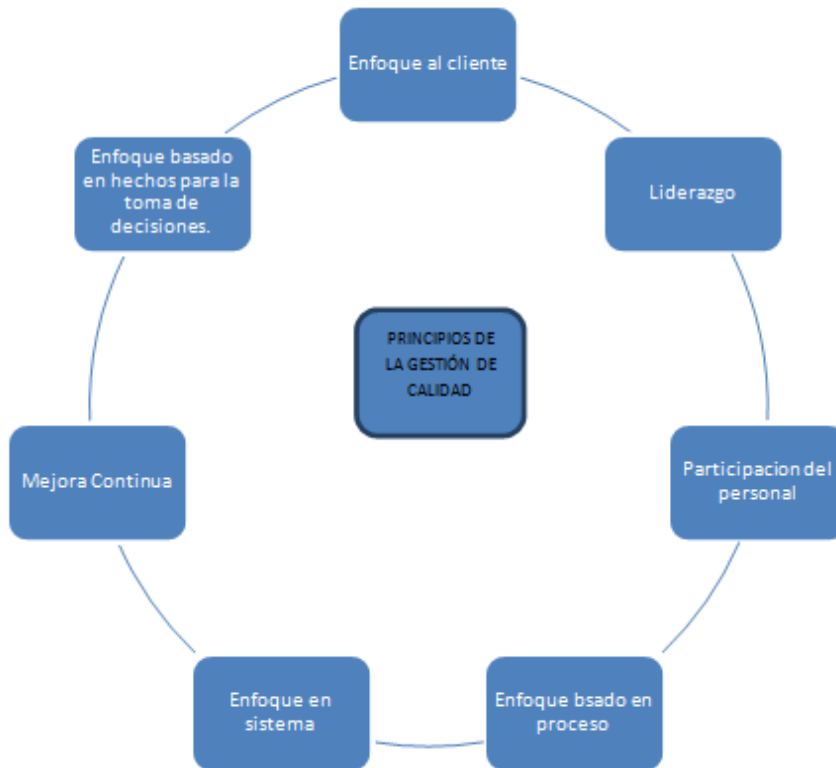 Enfoque al cliente
Liderazgo
Participacion del
personal
Enfoque bsado en
proceso
Enfoque en
sistema
Mejora Continua
Enfoque basado
en hechos para la
toma de
decisiones.
PRINCIPIOS DE
LA GESTIÓN DE
CALIDAD